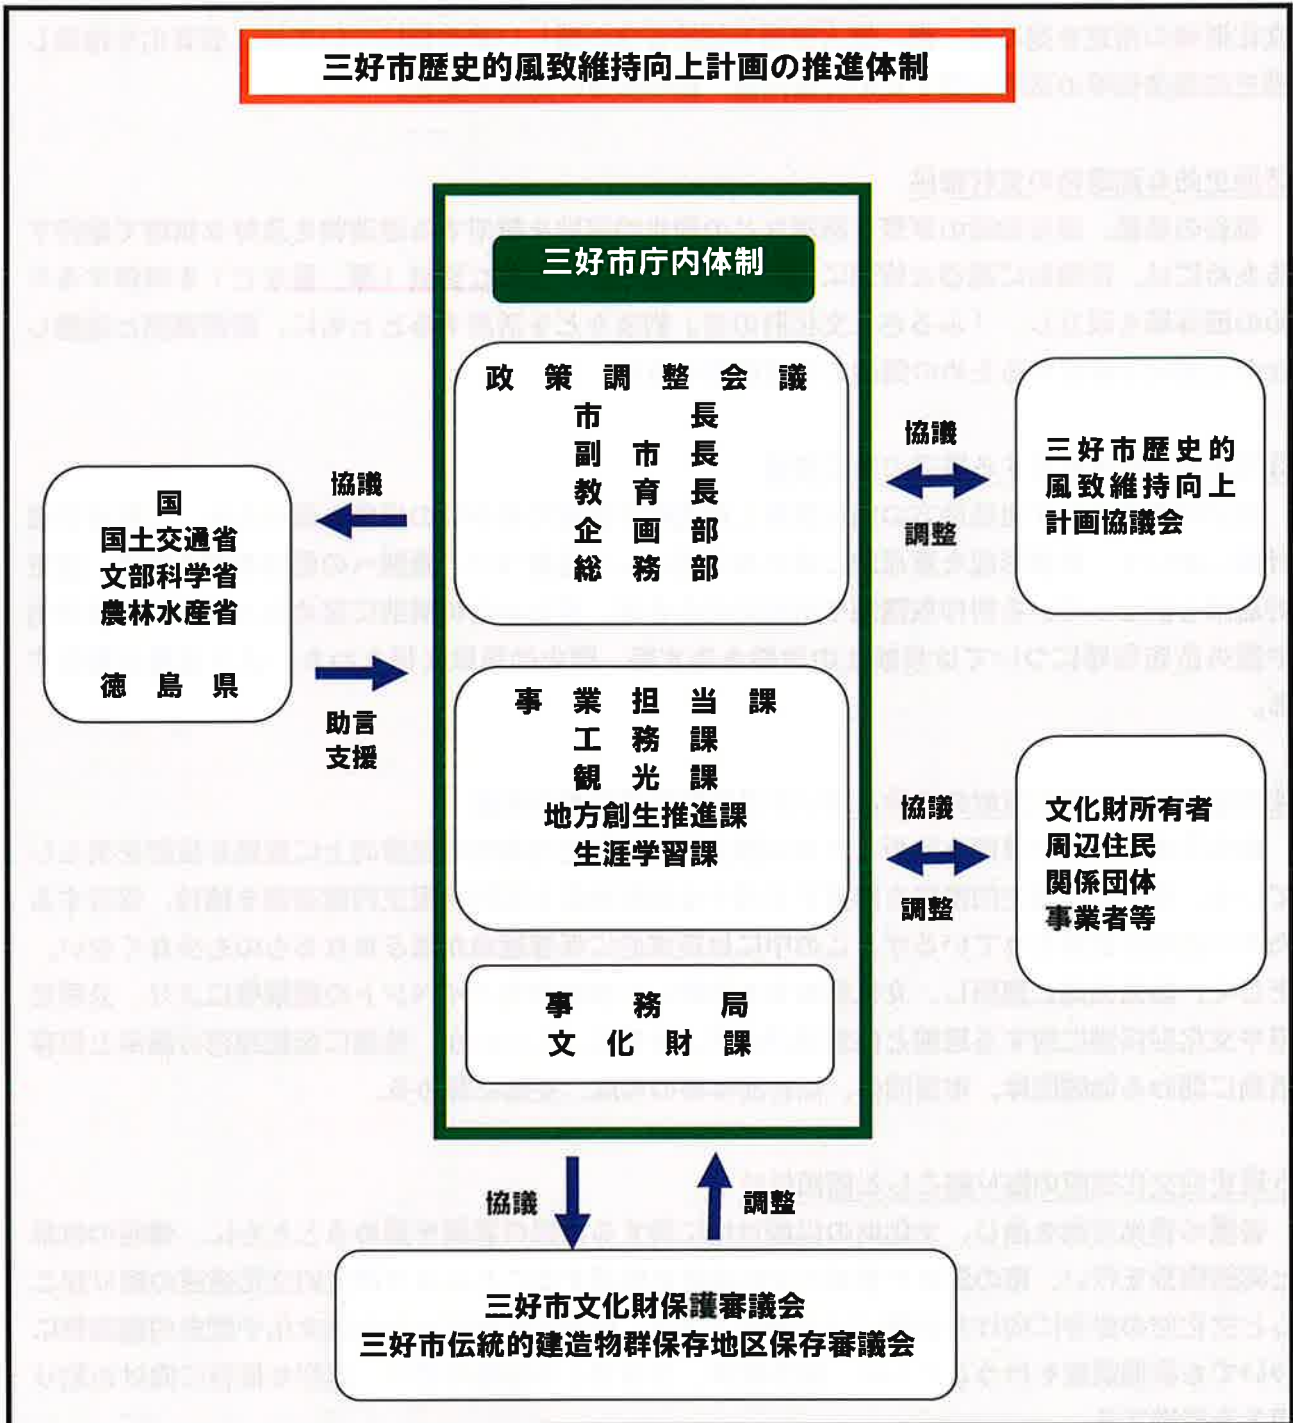 三好市歴史的風致維持向上計画の推進体制
三好市庁内体制
政策調整会議
市長
副市長
教育長
企画部
総務部
協議
調整
三好市歴史的
風致維持向上
計画協議会
国
国土交通省
文部科学省
農林水産省
徳島県
協議
助言
支援
事業担当課
工務課
観光課
地方創生推進課
生涯学習課
協議
調整
文化財所有者
周辺住民
関係団体
事業者等
事務局
文化財課
協議
調整
三好市文化財保護審議会
三好市伝統的建造物群保存地区保存審議会